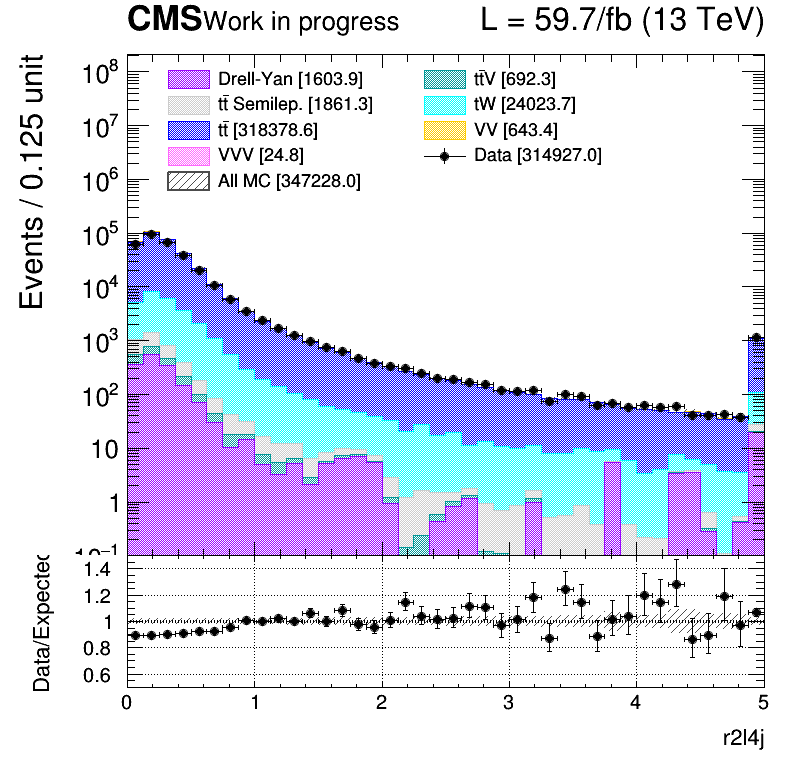 CMS Work in progress L = 59.7/fb (13 TeV)
Events / 0.125 unit
Drell-Yan [1603.9]
tt̄ Semilep. [1861.3]
tt̄ [318378.6]
VVV [24.8]
All MC [347228.0]
tt̄V [692.3]
tW [24023.7]
VV [643.4]
Data [314927.0]
10⁸
10⁷
10⁶
10⁵
10⁴
10³
10²
10
1
10⁻¹
Data/Expected
1.4
1.2
1
0.8
0.6
0 1 2 3 4 5
r2l4j